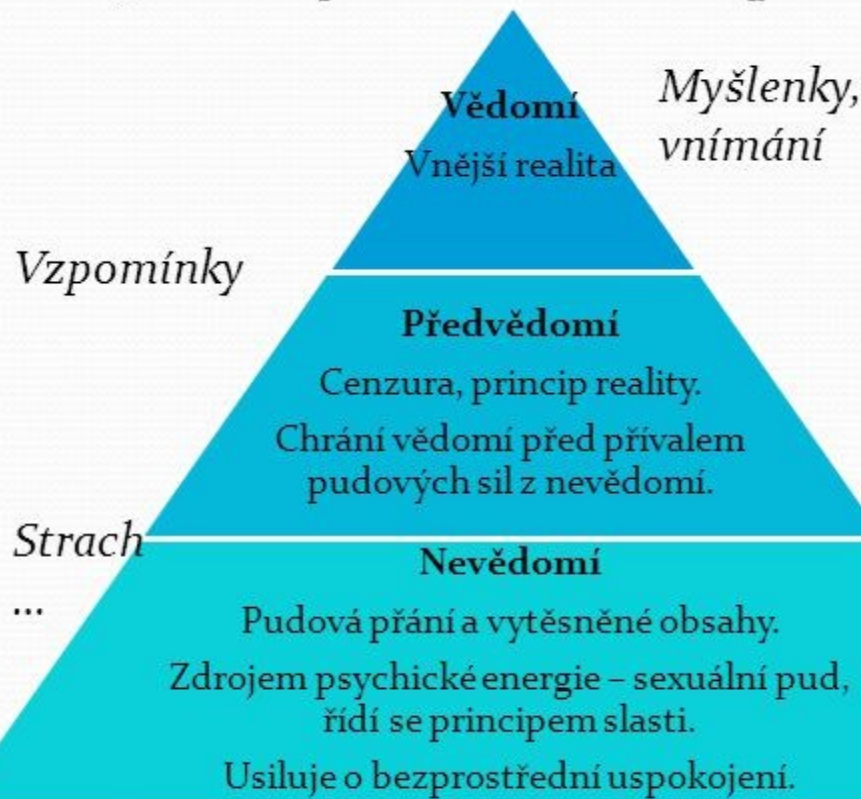 Vědomí
Vnější realita
Myšlenky,
vnímání
Vzpomínky
Předvědomí
Cenzura, princip reality.
Chrání vědomí před přívalem
pudových sil z nevědomí.
Strach
...
Nevědomí
Pudová přání a vytěsněné obsahy.
Zdrojem psychické energie – sexuální pud,
řídí se principem slasti.
Usiluje o bezprostřední uspokojení.